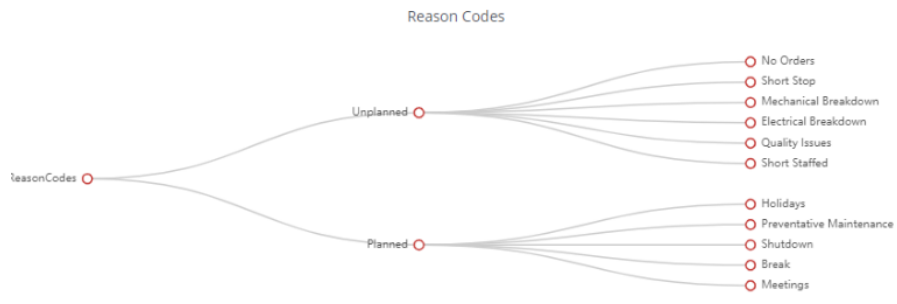 Reason Codes
No Orders
Short Stop
Mechanical Breakdown
Unplanned
Electrical Breakdown
Quality Issues
Short Staffed
ReasonCodes
Holidays
Preventative Maintenance
Planned
Shutdown
Break
Meetings